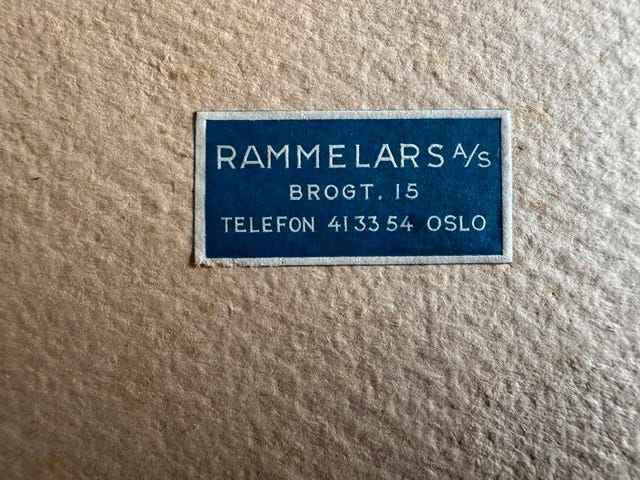 RAMMELARS A/S
BROGT. 15
TELEFON 41 33 54 OSLO